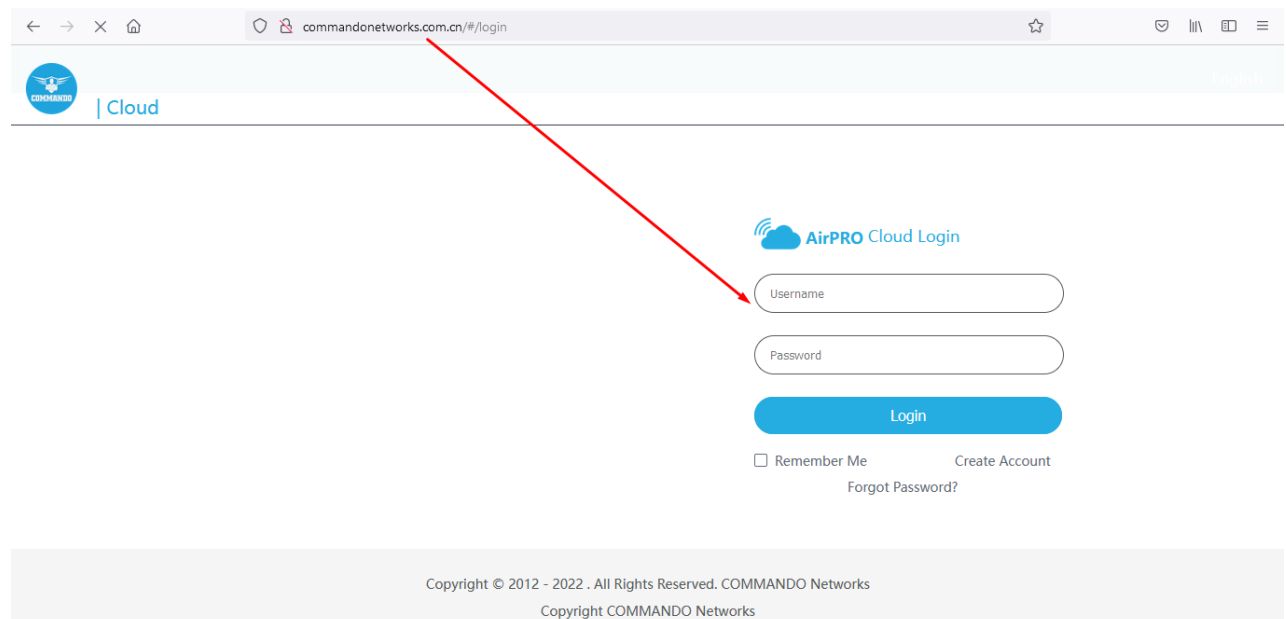 commandonetworks.com.cn/#/login
COMMANDO
| Cloud
AirPRO Cloud Login
Username
Password
Login
Remember Me
Create Account
Forgot Password?
Copyright © 2012 - 2022 . All Rights Reserved. COMMANDO Networks
Copyright COMMANDO Networks